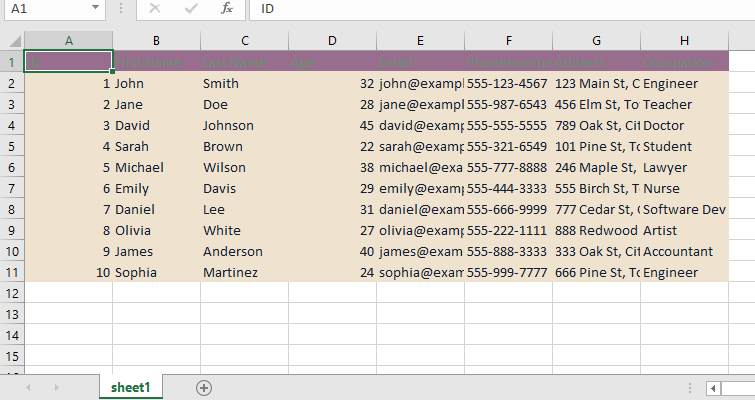 A1 fx ID
A B C D E F G H
1 ID First Name Last Name Age Email PhoneNumbe Address Occupation
2 1 John Smith 32 john@exampl 555-123-4567 123 Main St, C Engineer
3 2 Jane Doe 28 jane@exampl 555-987-6543 456 Elm St, To Teacher
4 3 David Johnson 45 david@examp 555-555-5555 789 Oak St, Cit Doctor
5 4 Sarah Brown 22 sarah@examp 555-321-6549 101 Pine St, To Student
6 5 Michael Wilson 38 michael@exa 555-777-8888 246 Maple St, Lawyer
7 6 Emily Davis 29 emily@examp 555-444-3333 555 Birch St, T Nurse
8 7 Daniel Lee 31 daniel@exam 555-666-9999 777 Cedar St, Software Dev
9 8 Olivia White 27 olivia@examp 555-222-1111 888 Redwood Artist
10 9 James Anderson 40 james@exam 555-888-3333 333 Oak St, Cit Accountant
11 10 Sophia Martinez 24 sophia@exam 555-999-7777 666 Pine St, To Engineer
12
13
14
15
sheet1